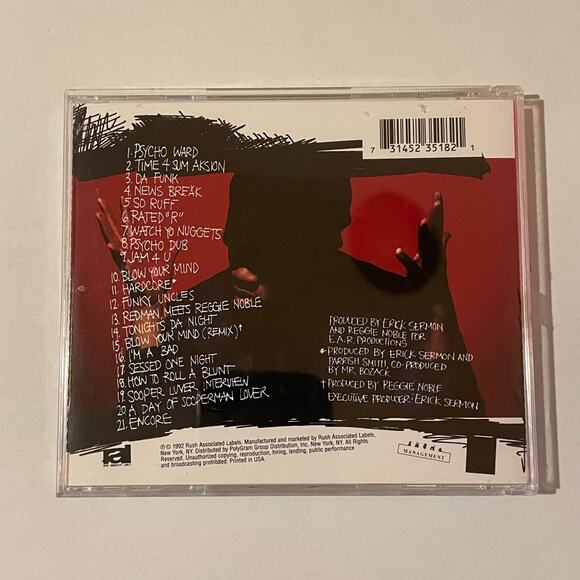 1. PSYCHO WARD
2. TIME 4 SUM AKSION
3. DA FUNK
4. NEWS BREAK
5. SO RUFF
6. RATED "R"
7. WATCH YO NUGGETS
8. PSYCHO DUB
9. JAM 4 U
10. BLOW YOUR MIND
11. HARDCORE*
12. FUNKY UNCLES
13. REDMAN MEETS REGGIE NOBLE
14. TONIGHTS DA NIGHT
15. BLOW YOUR MIND (REMIX)†
16. I'M A BAD
17. SESSED ONE NIGHT
18. HOW TO ROLL A BLUNT
19. SOOPER LUVER INTERVIEW
20. A DAY OF SOOPERMAN LOVER
21. ENCORE
7 31452 35182 1
PRODUCED BY ERICK SERMON
AND REGGIE NOBLE FOR
E.A.R. PRODUCTIONS
* PRODUCED BY ERICK SERMON AND
PARRISH SMITH, CO-PRODUCED
BY MR. BOZACK
† PRODUCED BY REGGIE NOBLE
EXECUTIVE PRODUCER: ERICK SERMON
℗ © 1992 Rush Associated Labels. Manufactured and marketed by Rush Associated Labels,
New York, NY. Distributed by PolyGram Group Distribution, Inc. New York, NY. All Rights
Reserved. Unauthorized copying, reproduction, hiring, lending, public performance
and broadcasting prohibited. Printed in USA.
MANAGEMENT